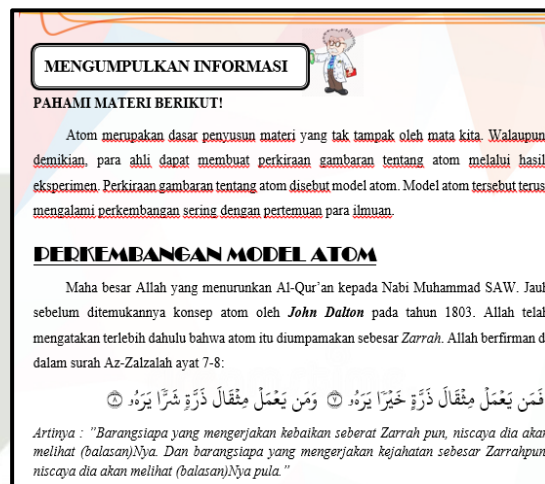 MENGUMPULKAN INFORMASI
PAHAMI MATERI BERIKUT!
Atom merupakan dasar penyusun materi yang tak tampak oleh mata kita. Walaupun
demikian, para ahli dapat membuat perkiraan gambaran tentang atom melalui hasil
eksperimen. Perkiraan gambaran tentang atom disebut model atom. Model atom tersebut terus
mengalami perkembangan sering dengan pertemuan para ilmuan.
PERKEMBANGAN MODEL ATOM
Maha besar Allah yang menurunkan Al-Qur’an kepada Nabi Muhammad SAW. Jauh
sebelum ditemukannya konsep atom oleh John Dalton pada tahun 1803. Allah telah
mengatakan terlebih dahulu bahwa atom itu diumpamakan sebesar Zarrah. Allah berfirman d
dalam surah Az-Zalzalah ayat 7-8:
فَمَن يَعْمَلْ مِثْقَالَ ذَرَّةٍ خَيْرًا يَرَهُۥ ۝٧ وَمَن يَعْمَلْ مِثْقَالَ ذَرَّةٍ شَرًّا يَرَهُۥ ۝٨
Artinya : ”Barangsiapa yang mengerjakan kebaikan seberat Zarrah pun, niscaya dia akan
melihat (balasan)Nya. Dan barangsiapa yang mengerjakan kejahatan sebesar Zarrahpun
niscaya dia akan melihat (balasan)Nya pula.”